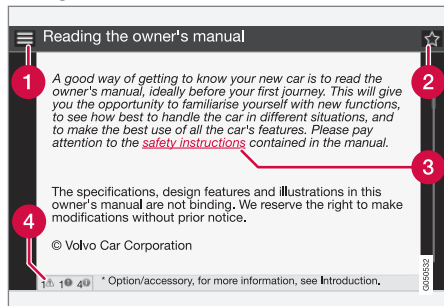 Reading the owner's manual
1
2
A good way of getting to know your new car is to read the
owner's manual, ideally before your first journey. This will give
you the opportunity to familiarise yourself with new functions,
to see how best to handle the car in different situations, and
to make the best use of all the car's features. Please pay
attention to the safety instructions contained in the manual.
3
The specifications, design features and illustrations in this
owner's manual are not binding. We reserve the right to make
modifications without prior notice.
4
© Volvo Car Corporation
1 1 4 * Option/accessory, for more information, see Introduction.
G050532